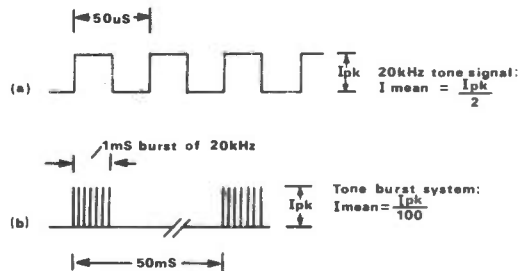 50uS
(a)
Ipk
20kHz tone signal:
I mean = Ipk
2
1mS burst of 20kHz
(b)
Ipk
Tone burst system:
Imean = Ipk
100
50mS